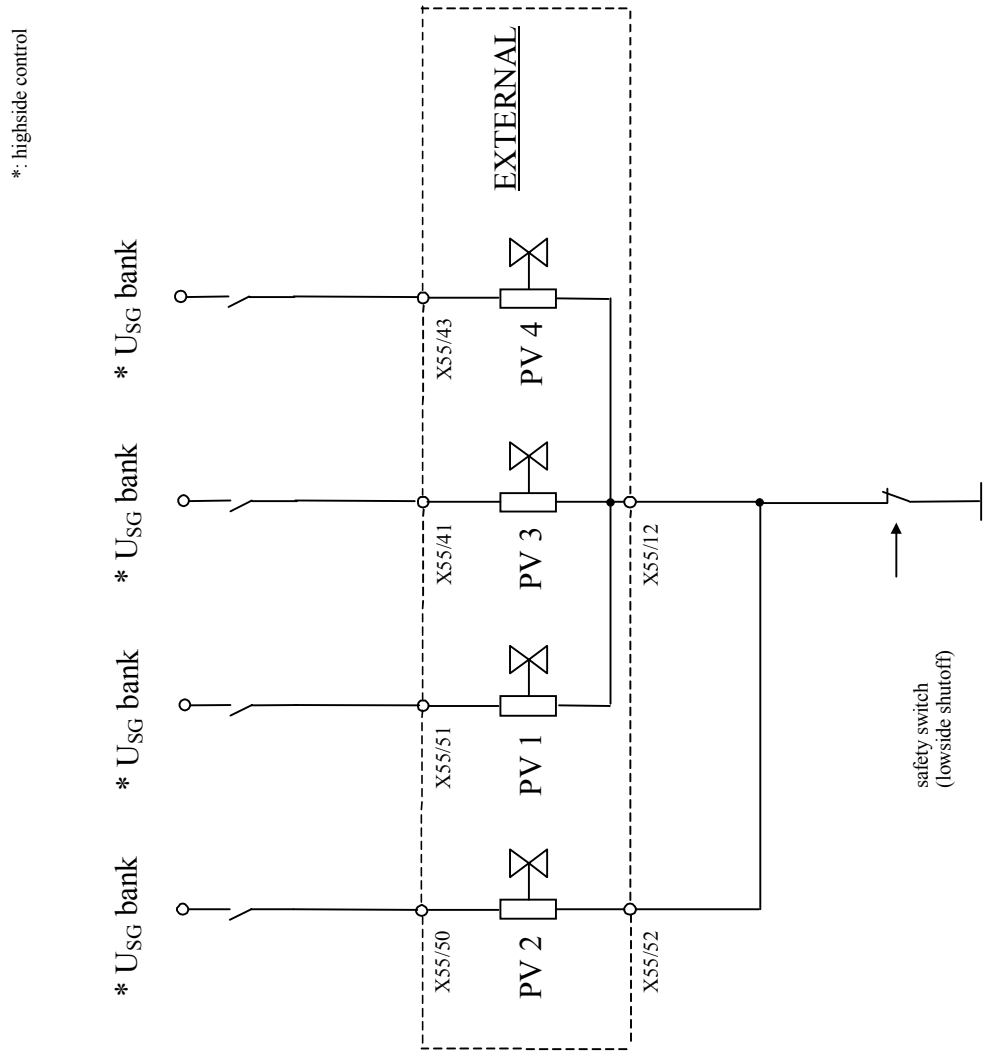 *: highside control
* USG bank
* USG bank
* USG bank
* USG bank
EXTERNAL
X55/50
X55/51
X55/41
X55/43
PV 2
PV 1
PV 3
PV 4
X55/52
X55/12
safety switch
(lowside shutoff)